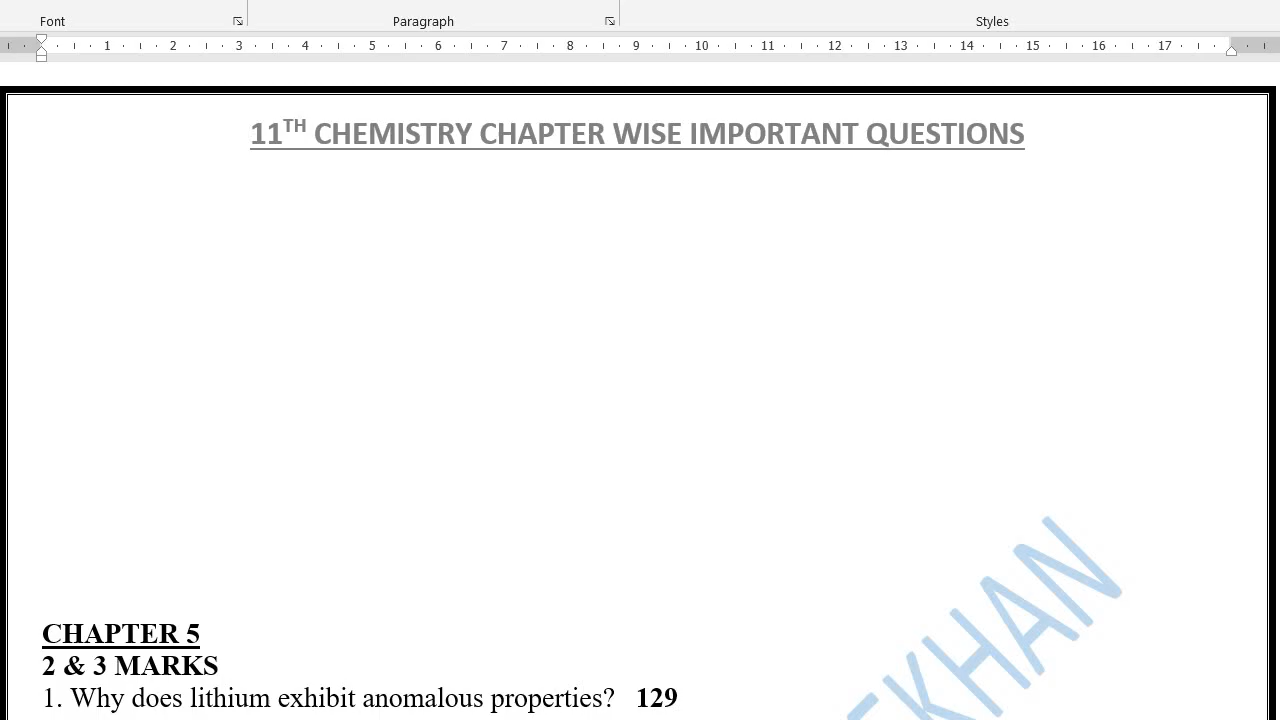 Font Paragraph Styles
1 2 3 4 5 6 7 8 9 10 11 12 13 14 15 16 17
11TH CHEMISTRY CHAPTER WISE IMPORTANT QUESTIONS
EKHAN
CHAPTER 5
2 & 3 MARKS
1. Why does lithium exhibit anomalous properties? 129